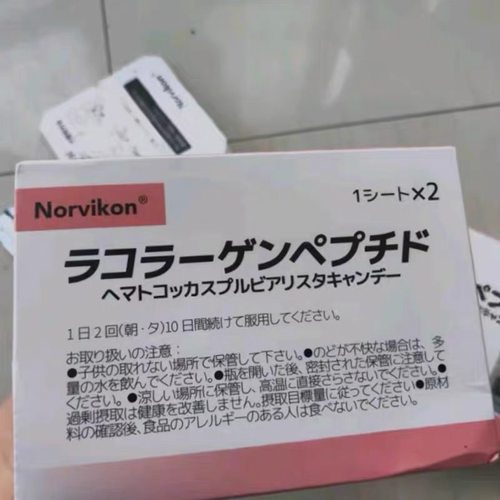 Norvikon®
Norvikon®
1シート×2
ラコラーゲンペプチド
ヘマトコッカスプルビアリスタキャンデー
1日2回(朝・夕)10日間続けて服用してください。
お取り扱いの注意：
●子供の取れない場所で保管して下さい。●のどが不快な場合は、多
量の水を飲んでください。●瓶を開いた後、密封された保管に注意して
ください。●涼しい場所に保管し、高温に直接さらさないでください。●
過剰摂取は健康を改善しません。摂取目標量に従ってください●原材
料の確認後、食品のアレルギーのある人は食べないでください。